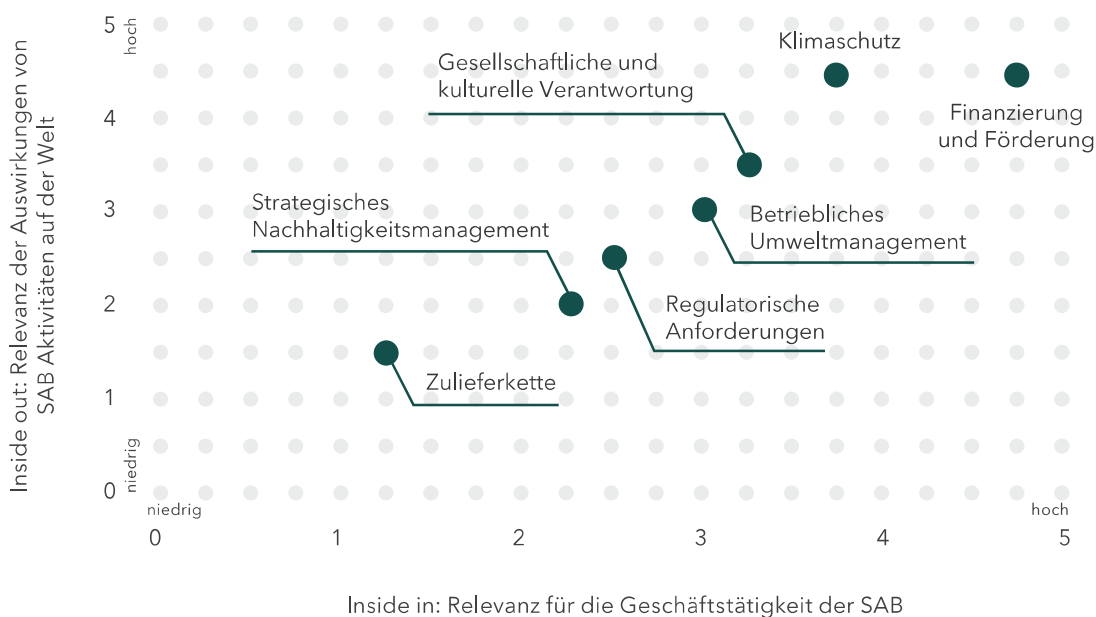 Inside out: Relevanz der Auswirkungen von
SAB Aktivitäten auf der Welt
5
hoch
4
3
2
1
0
niedrig
Klimaschutz
Finanzierung
und Förderung
Gesellschaftliche und
kulturelle Verantwortung
Strategisches
Nachhaltigkeitsmanagement
Betriebliches
Umweltmanagement
Regulatorische
Anforderungen
Zulieferkette
niedrig
hoch
0 1 2 3 4 5
Inside in: Relevanz für die Geschäftstätigkeit der SAB